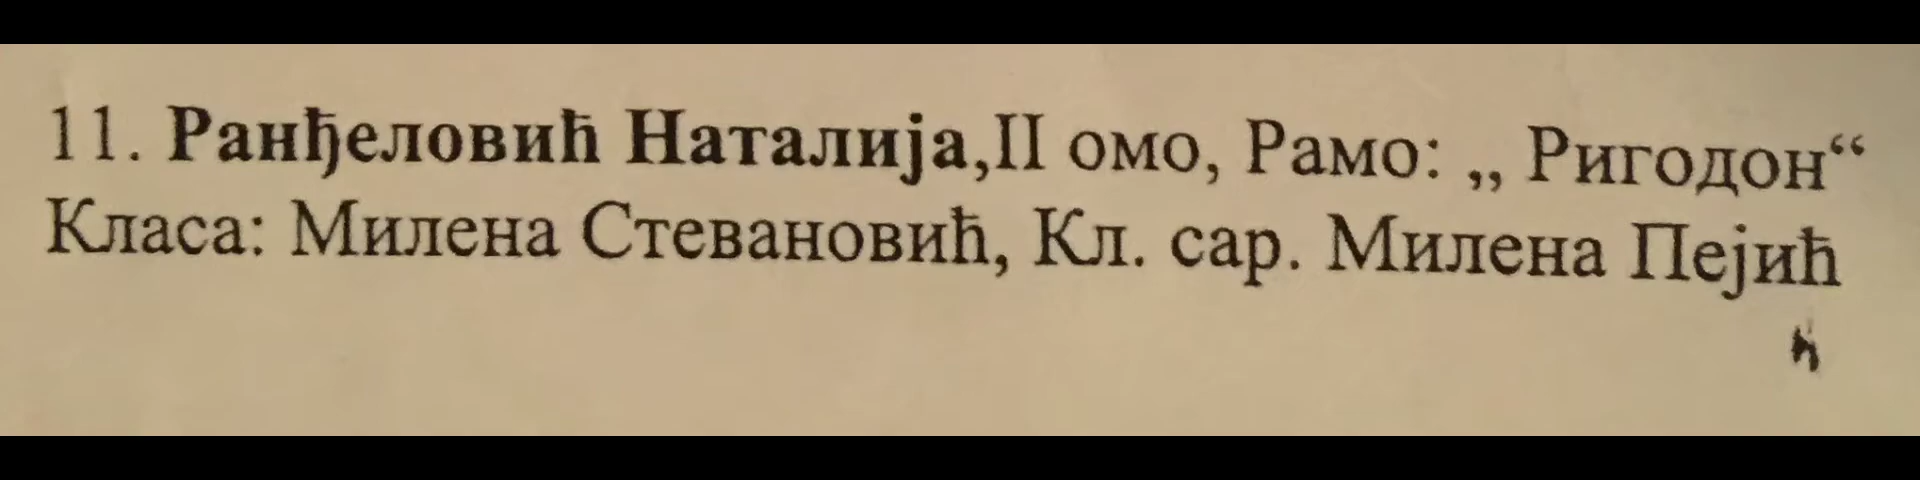 11. Ранђеловић Наталија,II омо, Рамо: „ Ригодон“
Класа: Милена Стевановић, Кл. сар. Милена Пејић